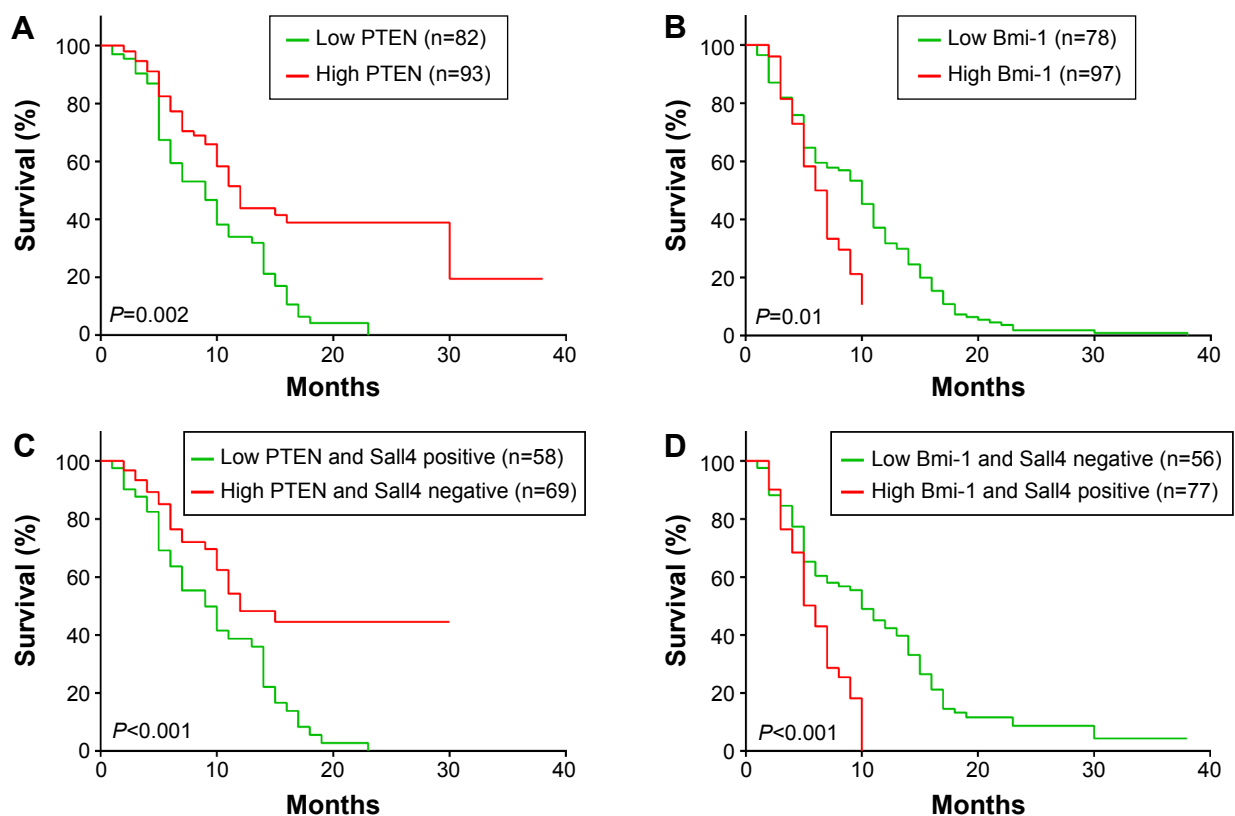 A
Low PTEN (n=82)
High PTEN (n=93)
Survival (%)
100
80
60
40
20
0
P=0.002
0 10 20 30 40
Months
B
Low Bmi-1 (n=78)
High Bmi-1 (n=97)
Survival (%)
100
80
60
40
20
0
P=0.01
0 10 20 30 40
Months
C
Low PTEN and Sall4 positive (n=58)
High PTEN and Sall4 negative (n=69)
Survival (%)
100
80
60
40
20
0
P<0.001
0 10 20 30 40
Months
D
Low Bmi-1 and Sall4 negative (n=56)
High Bmi-1 and Sall4 positive (n=77)
Survival (%)
100
80
60
40
20
0
P<0.001
0 10 20 30 40
Months